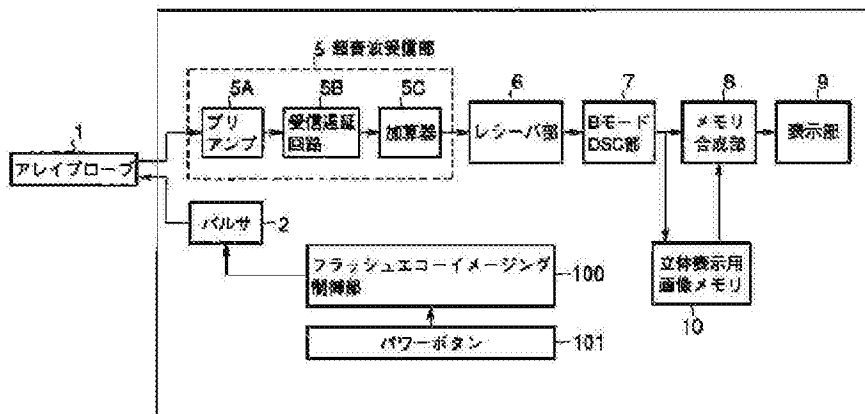 5 超音波受信部
5A
5B
5C
6
7
8
9
1
プリ
アンプ
受信遅延
回路
加算器
レシーバ部
Bモード
DSC部
メモリ
合成部
表示部
アレイプローブ
パルサ
2
フラッシュエコーイメージング
制御部
100
立体表示用
画像メモリ
10
パワーボタン
101